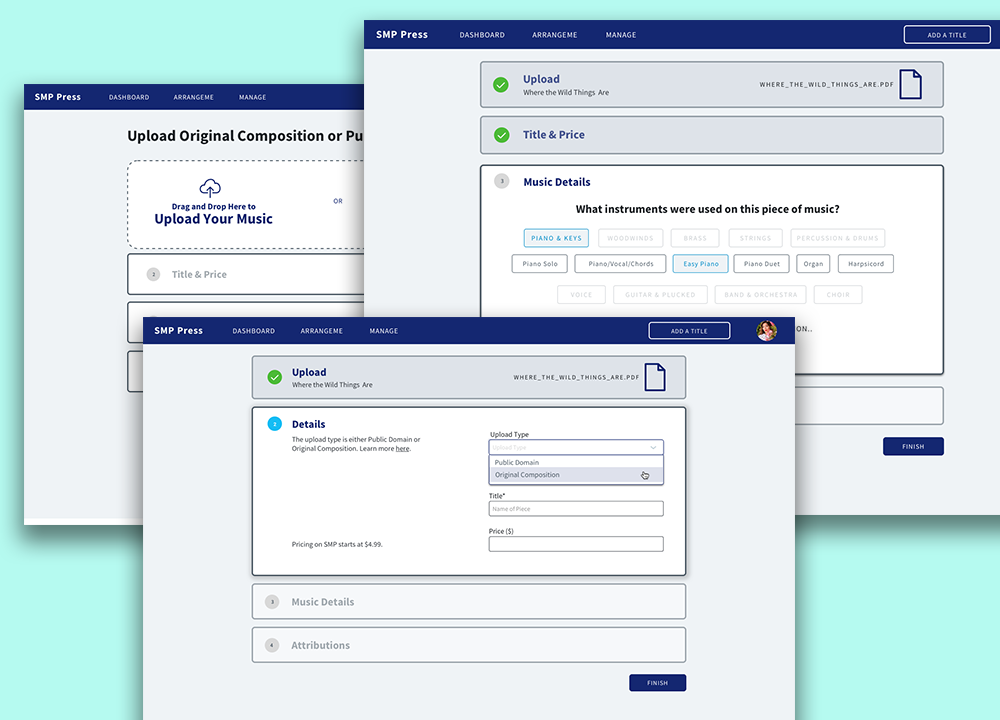 SMP Press DASHBOARD ARRANGEME MANAGE ADD A TITLE
Upload
Where the Wild Things Are
WHERE_THE_WILD_THINGS_ARE.PDF
Title & Price
3 Music Details
What instruments were used on this piece of music?
PIANO & KEYS WOODWINDS BRASS STRINGS PERCUSSION & DRUMS
Piano Solo Piano/Vocal/Chords Easy Piano Piano Duet Organ Harpsicord
VOICE GUITAR & PLUCKED BAND & ORCHESTRA CHOIR
ON..
FINISH
SMP Press DASHBOARD ARRANGEME MANAGE
Upload Original Composition or Pu
Drag and Drop Here to
Upload Your Music
OR
Title & Price
SMP Press DASHBOARD ARRANGEME MANAGE ADD A TITLE
Upload
Where the Wild Things Are
WHERE_THE_WILD_THINGS_ARE.PDF
Details
The upload type is either Public Domain or
Original Composition. Learn more here.
Upload Type
Upload Type
Public Domain
Original Composition
Title*
Name of Piece
Price ($)
Pricing on SMP starts at $4.99.
3 Music Details
4 Attributions
FINISH